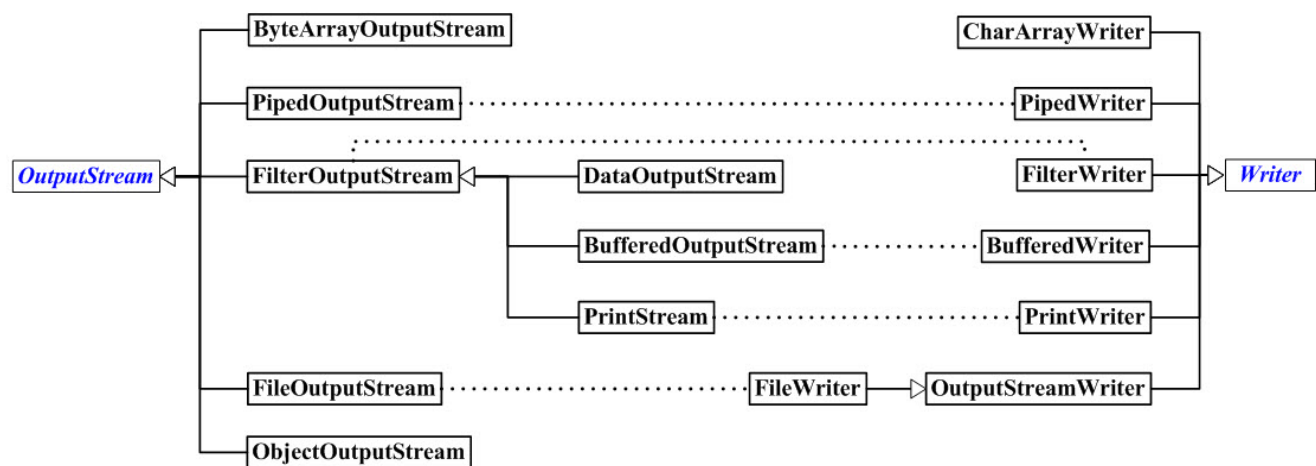 ByteArrayOutputStream
CharArrayWriter
PipedOutputStream
PipedWriter
OutputStream
FilterOutputStream
DataOutputStream
FilterWriter
Writer
BufferedOutputStream
BufferedWriter
PrintStream
PrintWriter
FileOutputStream
FileWriter
OutputStreamWriter
ObjectOutputStream